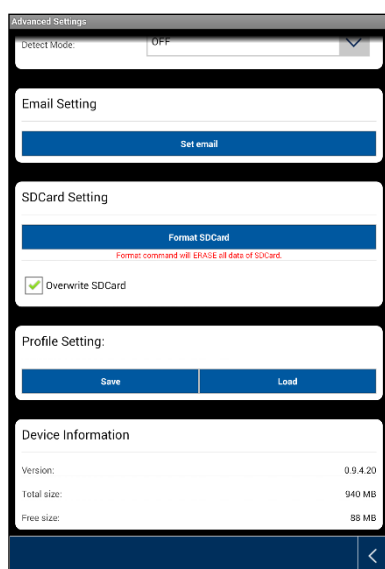 Advanced Settings
Detect Mode: OFF
Email Setting
Set email
SDCard Setting
Format SDCard
Format command will ERASE all data of SDCard.
Overwrite SDCard
Profile Setting:
Save Load
Device Information
Version: 0.9.4.20
Total size: 940 MB
Free size: 88 MB